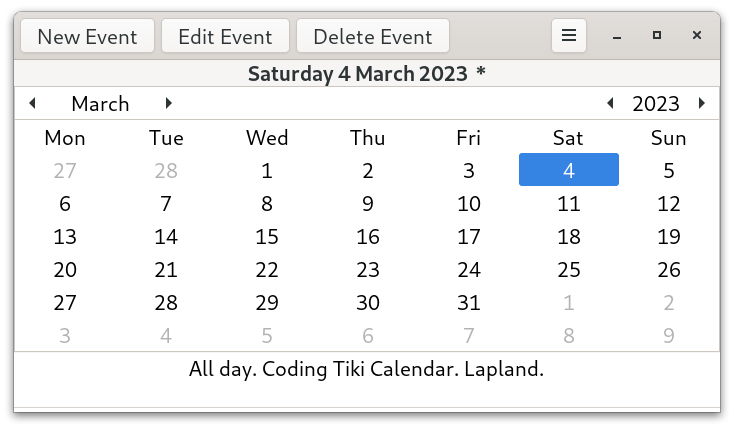 New Event Edit Event Delete Event
Saturday 4 March 2023 *
March 2023
Mon Tue Wed Thu Fri Sat Sun
27 28 1 2 3 4 5
6 7 8 9 10 11 12
13 14 15 16 17 18 19
20 21 22 23 24 25 26
27 28 29 30 31 1 2
3 4 5 6 7 8 9
All day. Coding Tiki Calendar. Lapland.